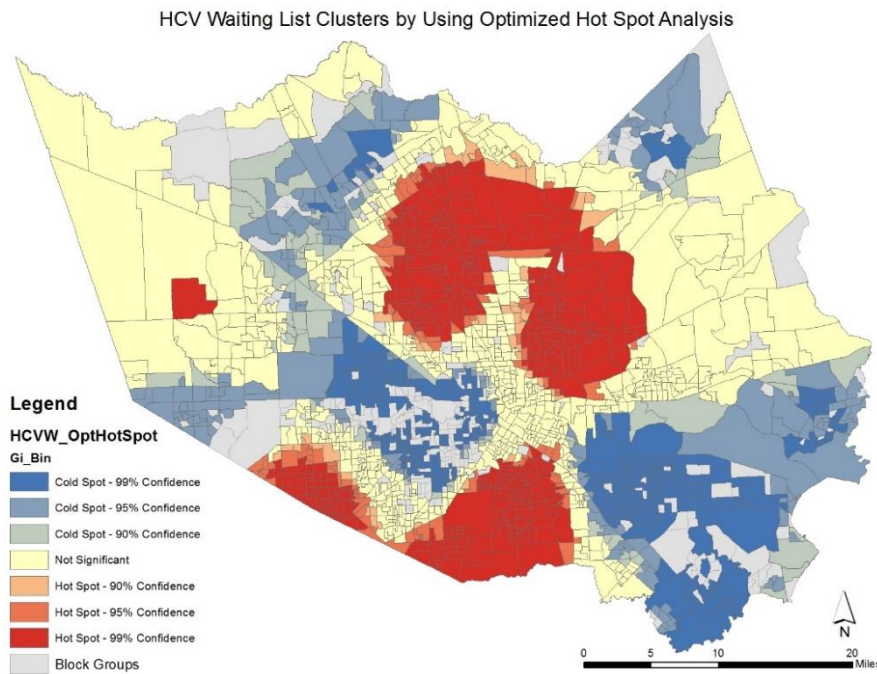 HCV Waiting List Clusters by Using Optimized Hot Spot Analysis
Legend
HCVW_OptHotSpot
Gi_Bin
Cold Spot - 99% Confidence
Cold Spot - 95% Confidence
Cold Spot - 90% Confidence
Not Significant
Hot Spot - 90% Confidence
Hot Spot - 95% Confidence
Hot Spot - 99% Confidence
Block Groups
N
0 5 10 20
Miles